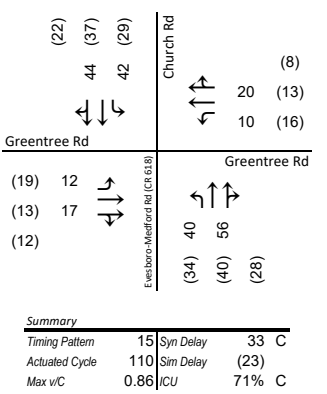 (22) (37) (29)
44 42
Church Rd
(8)
20 (13)
10 (16)
Greentree Rd
Greentree Rd
(19) 12
(13) 17
(12)
Evesboro-Medford Rd (CR 618)
40 56
(34) (40) (28)
Summary
Timing Pattern 15 Syn Delay 33 C
Actuated Cycle 110 Sim Delay (23)
Max v/C 0.86 ICU 71% C